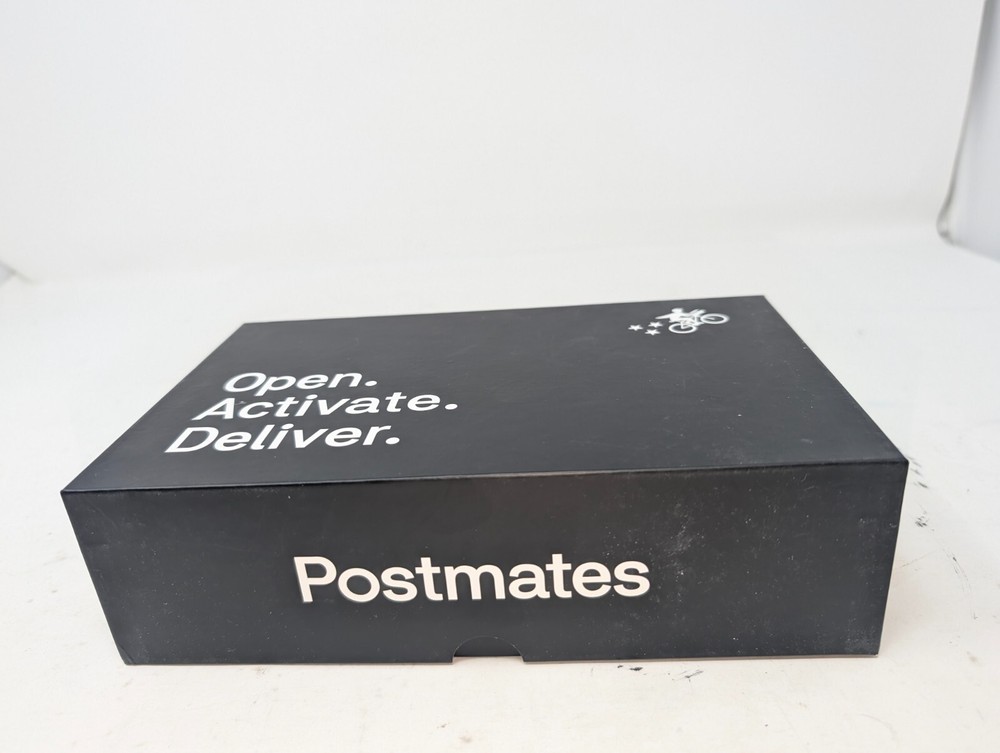 Open.
Activate.
Deliver.
Postmates